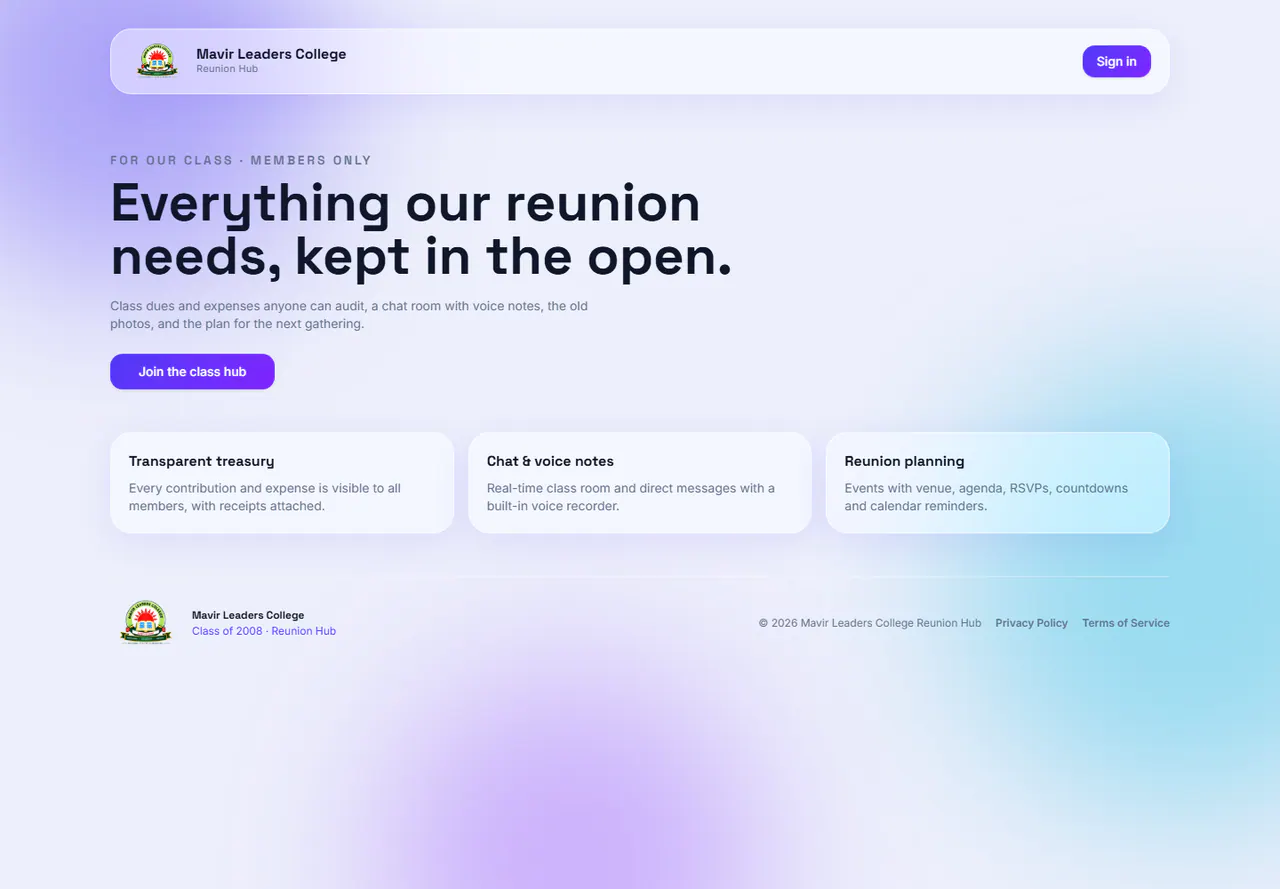 Mavir Leaders College
Reunion Hub
Sign in
FOR OUR CLASS · MEMBERS ONLY
Everything our reunion
needs, kept in the open.
Class dues and expenses anyone can audit, a chat room with voice notes, the old
photos, and the plan for the next gathering.
Join the class hub
Transparent treasury
Every contribution and expense is visible to all
members, with receipts attached.
Chat & voice notes
Real-time class room and direct messages with a
built-in voice recorder.
Reunion planning
Events with venue, agenda, RSVPs, countdowns
and calendar reminders.
Mavir Leaders College
Class of 2008 · Reunion Hub
© 2026 Mavir Leaders College Reunion Hub
Privacy Policy
Terms of Service